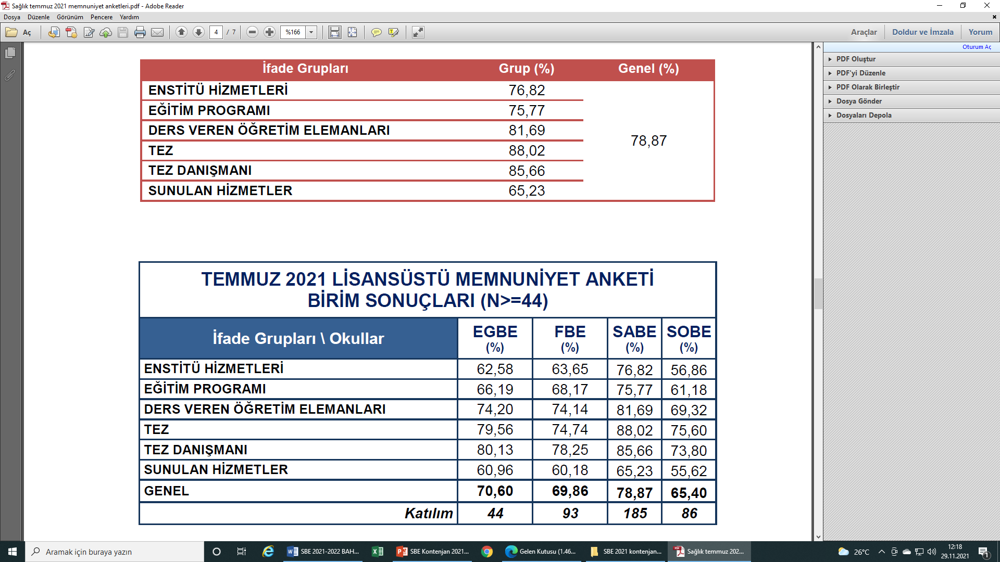 Sağlık temmuz 2021 memnuniyet anketleri.pdf - Adobe Reader
Dosya Düzenle Görünüm Pencere Yardım
Aç 4 / 7 %166 Araçlar Doldur ve İmzala Yorum
Oturum Aç
PDF Oluştur
PDF'yi Düzenle
PDF Olarak Birleştir
Dosya Gönder
Dosyaları Depola
İfade Grupları Grup (%) Genel (%)
ENSTİTÜ HİZMETLERİ 76,82
EĞİTİM PROGRAMI 75,77
DERS VEREN ÖĞRETİM ELEMANLARI 81,69
78,87
TEZ 88,02
TEZ DANIŞMANI 85,66
SUNULAN HİZMETLER 65,23
TEMMUZ 2021 LİSANSÜSTÜ MEMNUNİYET ANKETİ
BİRİM SONUÇLARI (N>=44)
İfade Grupları \ Okullar EGBE (%) FBE (%) SABE (%) SOBE (%)
ENSTİTÜ HİZMETLERİ 62,58 63,65 76,82 56,86
EĞİTİM PROGRAMI 66,19 68,17 75,77 61,18
DERS VEREN ÖĞRETİM ELEMANLARI 74,20 74,14 81,69 69,32
TEZ 79,56 74,74 88,02 75,60
TEZ DANIŞMANI 80,13 78,25 85,66 73,80
SUNULAN HİZMETLER 60,96 60,18 65,23 55,62
GENEL 70,60 69,86 78,87 65,40
Katılım 44 93 185 86
Aramak için buraya yazın
SBE 2021-2022 BAH...
SBE Kontenjan 2021...
Gelen Kutusu (1.46...
SBE 2021 kontenjan...
Sağlık temmuz 202...
26°C
12:18
29.11.2021
1